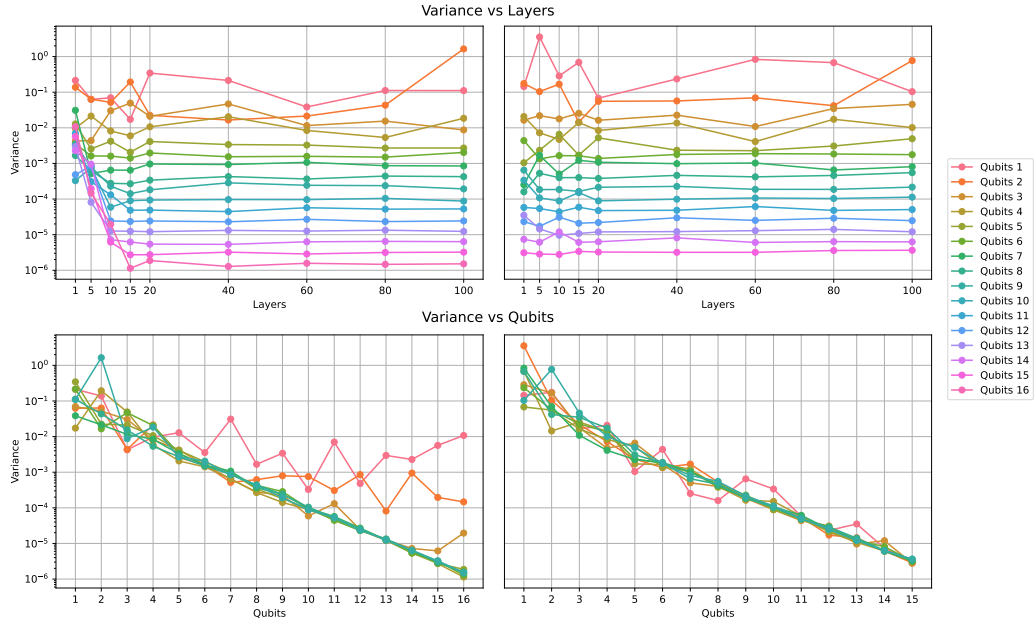 Variance vs Layers
Variance
10⁰
10⁻¹
10⁻²
10⁻³
10⁻⁴
10⁻⁵
10⁻⁶
1 5 10 15 20 40 60 80 100
Layers
1 5 10 15 20 40 60 80 100
Layers
Variance vs Qubits
Variance
10⁰
10⁻¹
10⁻²
10⁻³
10⁻⁴
10⁻⁵
10⁻⁶
1 2 3 4 5 6 7 8 9 10 11 12 13 14 15 16
Qubits
1 2 3 4 5 6 7 8 9 10 11 12 13 14 15
Qubits
Qubits 1
Qubits 2
Qubits 3
Qubits 4
Qubits 5
Qubits 6
Qubits 7
Qubits 8
Qubits 9
Qubits 10
Qubits 11
Qubits 12
Qubits 13
Qubits 14
Qubits 15
Qubits 16